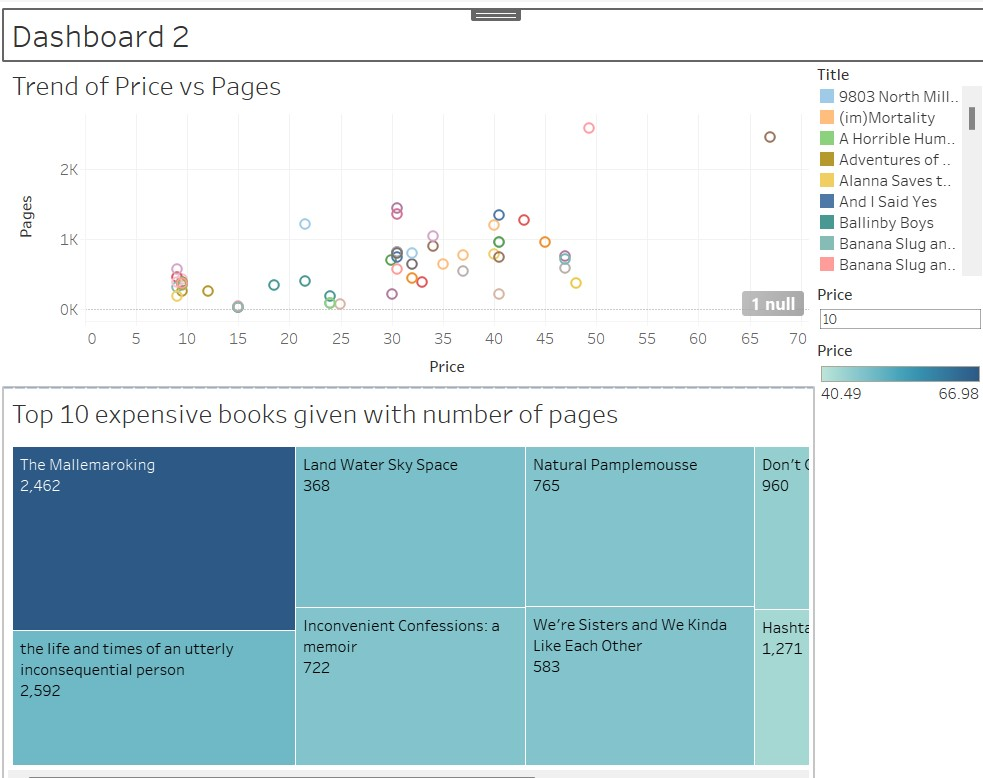 Dashboard 2
Trend of Price vs Pages
Pages
2K
1K
0K
1 null
0 5 10 15 20 25 30 35 40 45 50 55 60 65 70
Price
Title
9803 North Mill..
(im)Mortality
A Horrible Hum..
Adventures of ..
Alanna Saves t..
And I Said Yes
Ballinby Boys
Banana Slug an..
Banana Slug an..
Price
10
Price
40.49 66.98
Top 10 expensive books given with number of pages
The Mallemaroking
2,462
the life and times of an utterly
inconsequential person
2,592
Land Water Sky Space
368
Inconvenient Confessions: a
memoir
722
Natural Pamplemousse
765
We're Sisters and We Kinda
Like Each Other
583
Don't
960
Hashta
1,271